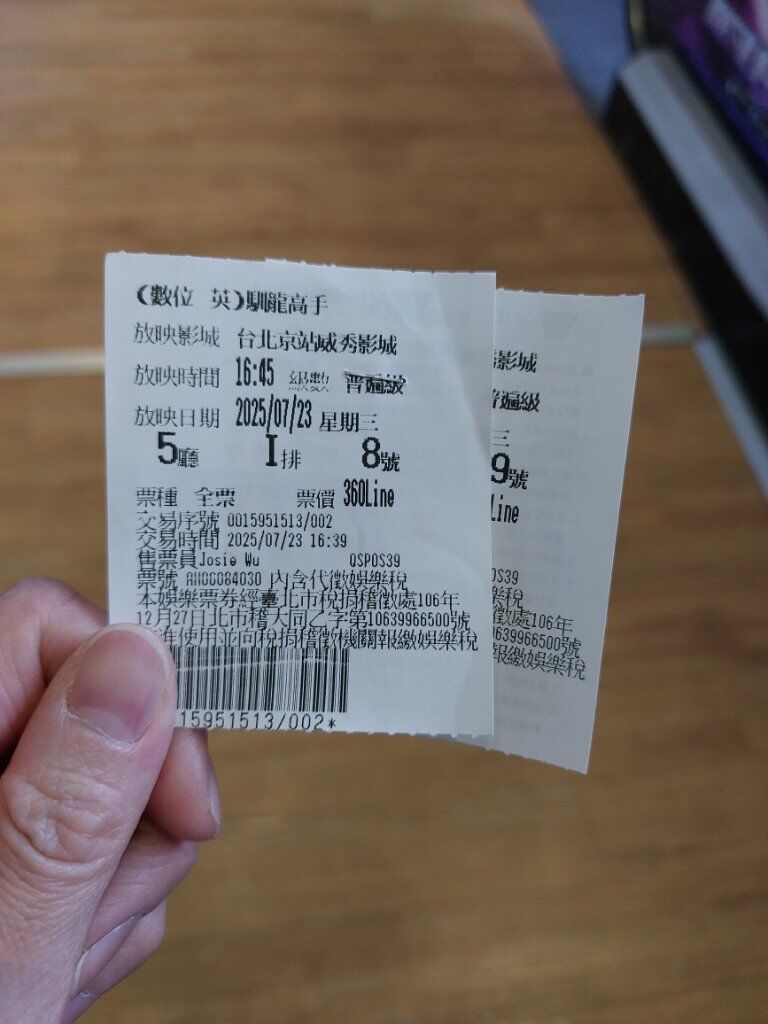 (數位 英)馴龍高手
放映影城 台北京站威秀影城
放映時間 16:45 級數 普遍級
放映日期 2025/07/23 星期三
5廳 I排 8號
票種 全票 票價 360Line
交易序號 0015951513/002
交易時間 2025/07/23 16:39
售票員Josie Wu QSPOS39
票號 AH06084030 內含代徵娛樂稅
本娛樂票券經臺北市稅捐稽徵處106年
12月27日北市稽大同乙字第10639966500號
准使用並向稅捐稽徵機關報繳娛樂稅
15951513/002*
秀影城
普遍級
三
9號
Line
OS39
樂稅
徵處106年
0639966500號
報繳娛樂稅